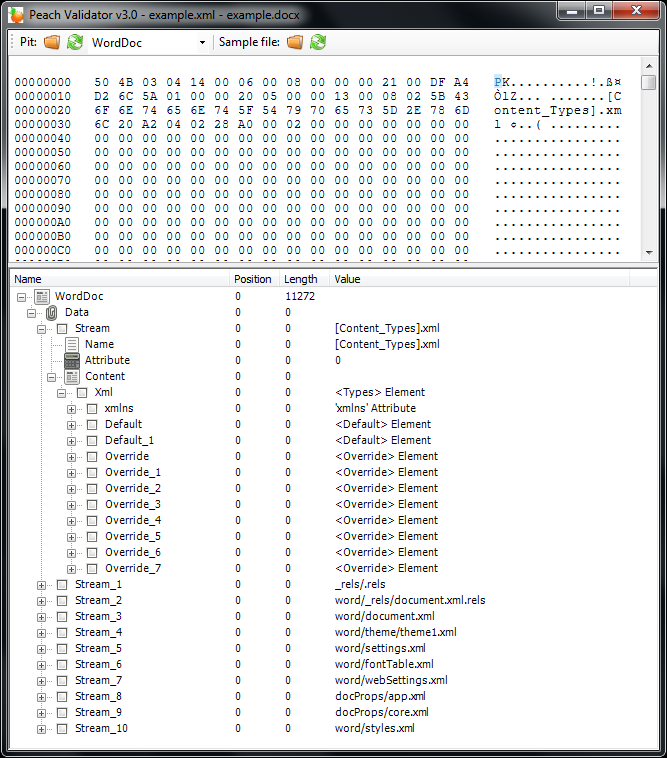 Peach Validator v3.0 - example.xml - example.docx
Pit: WordDoc Sample file:
00000000 50 4B 03 04 14 00 06 00 08 00 00 00 21 00 DF A4 PK..........!.ß¤
00000010 D2 6C 5A 01 00 00 20 05 00 00 13 00 08 02 5B 43 ÒlZ... .......[C
00000020 6F 6E 74 65 6E 74 5F 54 79 70 65 73 5D 2E 78 6D ontent_Types].xm
00000030 6C 20 A2 04 02 28 A0 00 02 00 00 00 00 00 00 00 l ¢..( .........
00000040 00 00 00 00 00 00 00 00 00 00 00 00 00 00 00 00 ................
00000050 00 00 00 00 00 00 00 00 00 00 00 00 00 00 00 00 ................
00000060 00 00 00 00 00 00 00 00 00 00 00 00 00 00 00 00 ................
00000070 00 00 00 00 00 00 00 00 00 00 00 00 00 00 00 00 ................
00000080 00 00 00 00 00 00 00 00 00 00 00 00 00 00 00 00 ................
00000090 00 00 00 00 00 00 00 00 00 00 00 00 00 00 00 00 ................
000000A0 00 00 00 00 00 00 00 00 00 00 00 00 00 00 00 00 ................
000000B0 00 00 00 00 00 00 00 00 00 00 00 00 00 00 00 00 ................
000000C0 00 00 00 00 00 00 00 00 00 00 00 00 00 00 00 00 ................
Name Position Length Value
WordDoc 0 11272
Data 0 0
Stream 0 0 [Content_Types].xml
Name 0 0 [Content_Types].xml
Attribute 0 0 0
Content 0 0
Xml 0 0 <Types> Element
xmlns 0 0 'xmlns' Attribute
Default 0 0 <Default> Element
Default_1 0 0 <Default> Element
Override 0 0 <Override> Element
Override_1 0 0 <Override> Element
Override_2 0 0 <Override> Element
Override_3 0 0 <Override> Element
Override_4 0 0 <Override> Element
Override_5 0 0 <Override> Element
Override_6 0 0 <Override> Element
Override_7 0 0 <Override> Element
Stream_1 0 0 _rels/.rels
Stream_2 0 0 word/_rels/document.xml.rels
Stream_3 0 0 word/document.xml
Stream_4 0 0 word/theme/theme1.xml
Stream_5 0 0 word/settings.xml
Stream_6 0 0 word/fontTable.xml
Stream_7 0 0 word/webSettings.xml
Stream_8 0 0 docProps/app.xml
Stream_9 0 0 docProps/core.xml
Stream_10 0 0 word/styles.xml